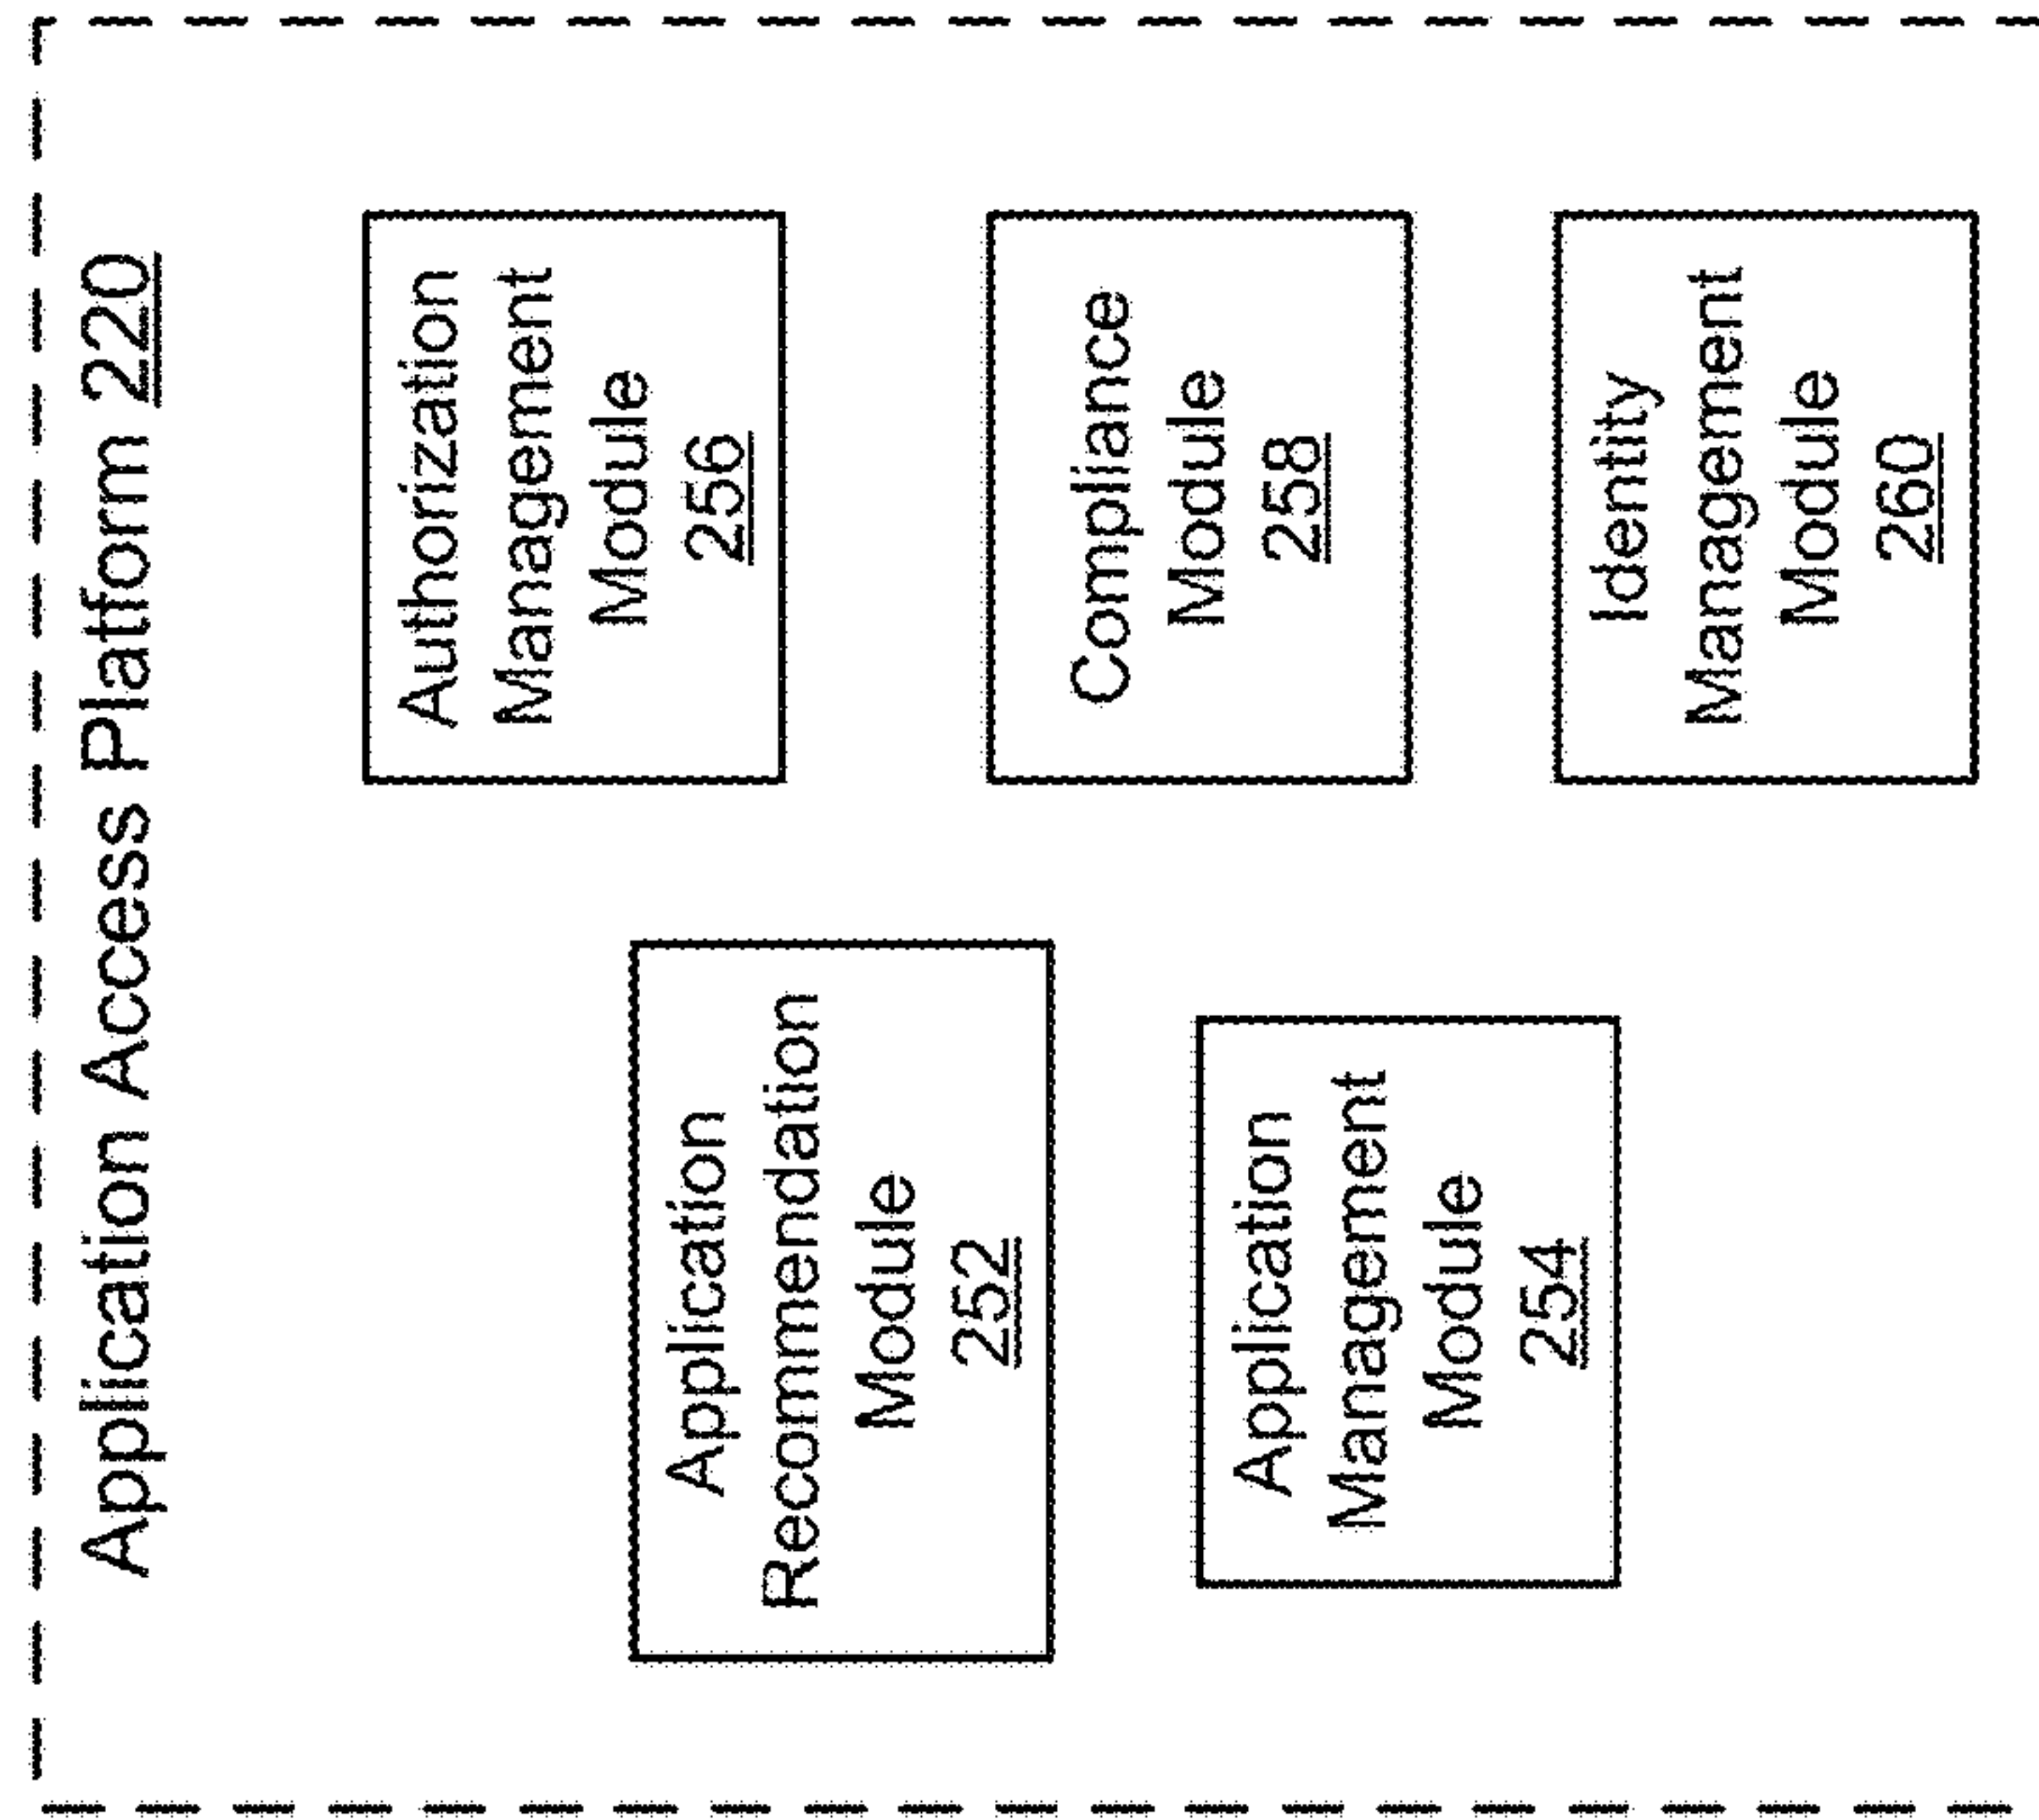 Application Access Platform 220
Application
Recommendation
Module
252
Application
Management
Module
254
Authorization
Management
Module
256
Compliance
Module
258
Identity
Management
Module
260